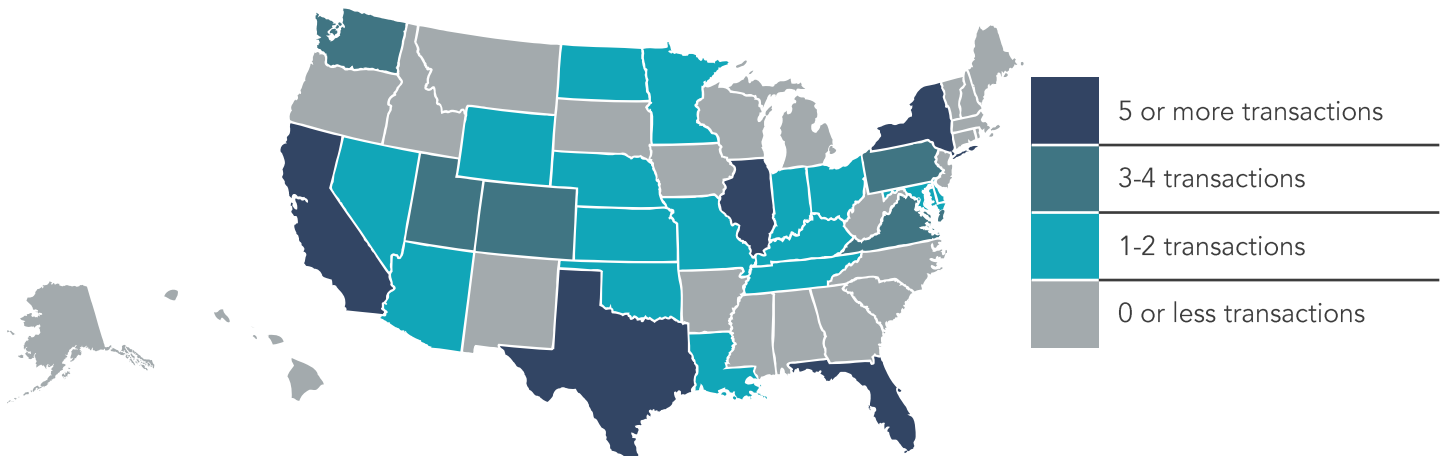 5 or more transactions
3-4 transactions
1-2 transactions
0 or less transactions